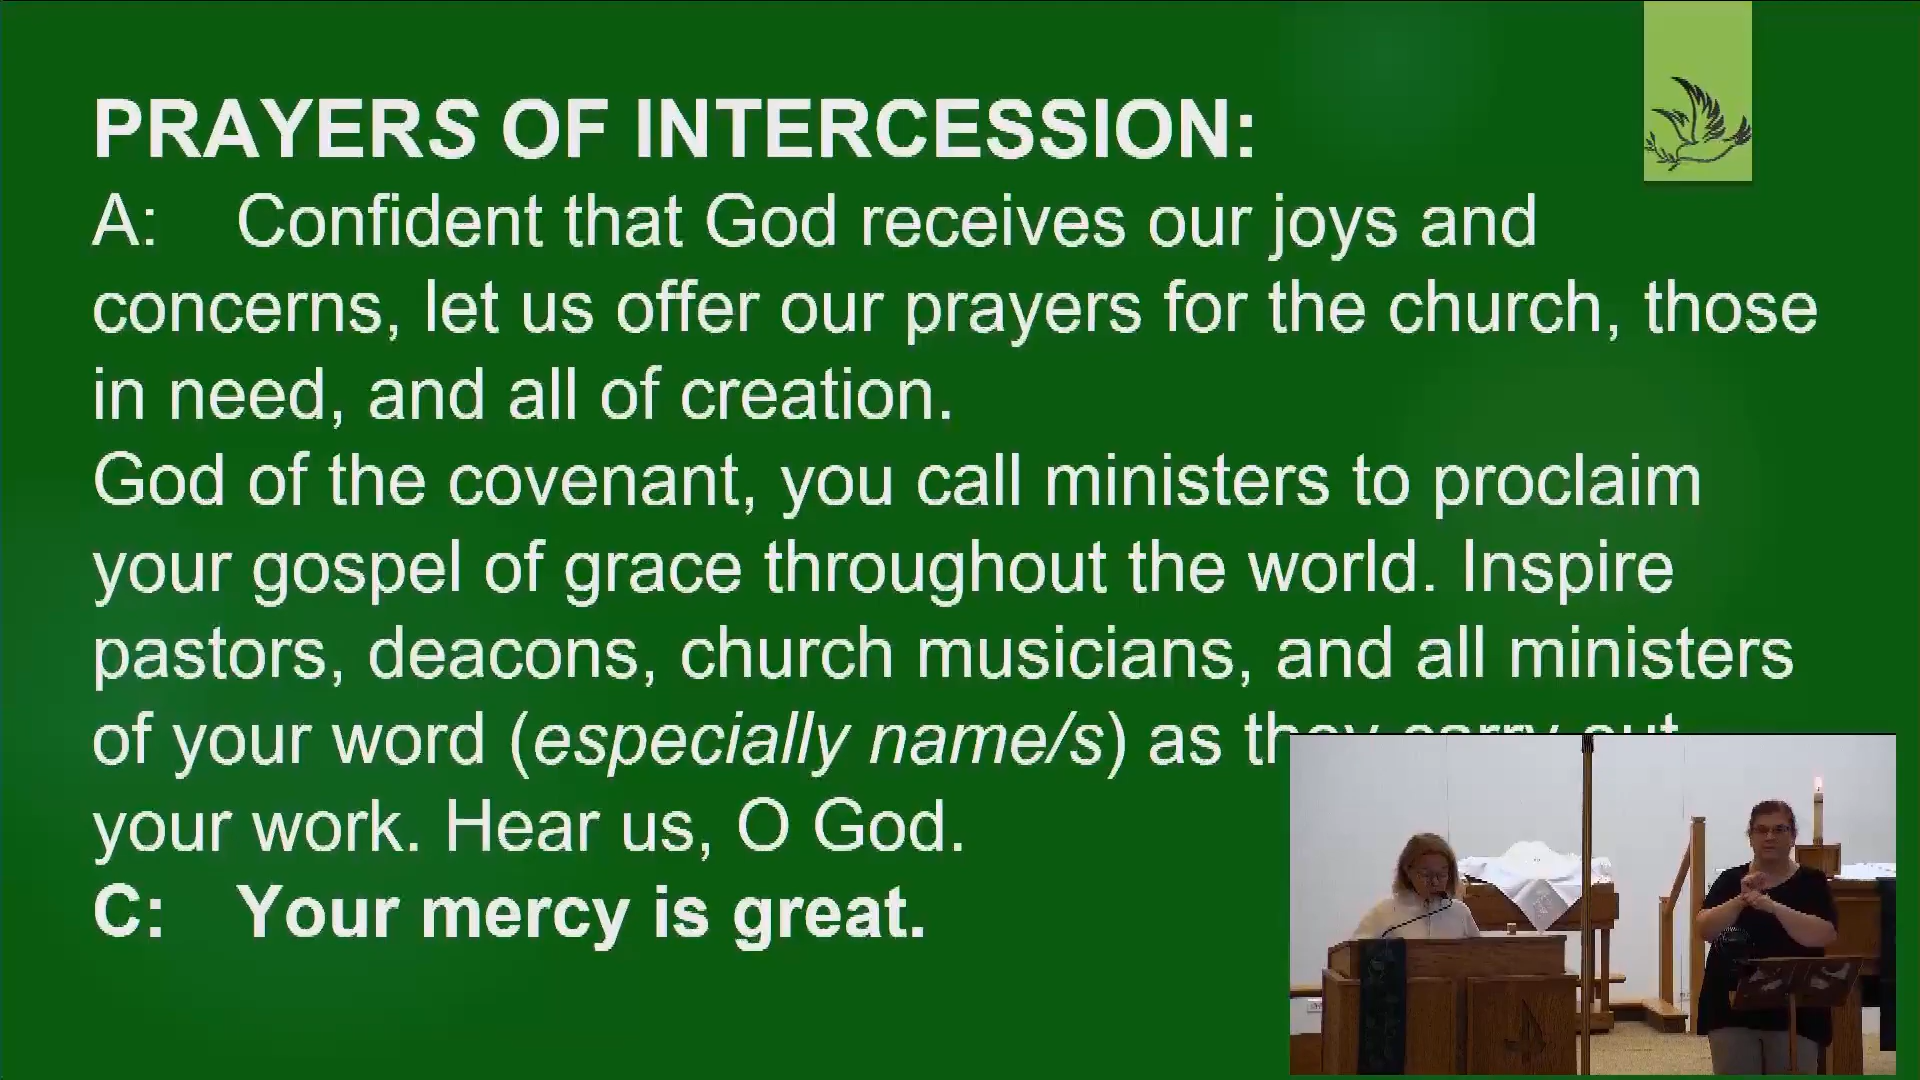 PRAYERS OF INTERCESSION:
A: Confident that God receives our joys and
concerns, let us offer our prayers for the church, those
in need, and all of creation.
God of the covenant, you call ministers to proclaim
your gospel of grace throughout the world. Inspire
pastors, deacons, church musicians, and all ministers
of your word (especially name/s) as they carry out
your work. Hear us, O God.
C: Your mercy is great.